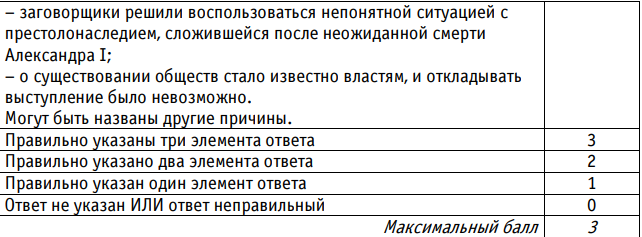 – заговорщики решили воспользоваться непонятной ситуацией с
престолонаследием, сложившейся после неожиданной смерти
Александра I;
– о существовании обществ стало известно властям, и откладывать
выступление было невозможно.
Могут быть названы другие причины.
Правильно указаны три элемента ответа 3
Правильно указано два элемента ответа 2
Правильно указан один элемент ответа 1
Ответ не указан ИЛИ ответ неправильный 0
Максимальный балл 3